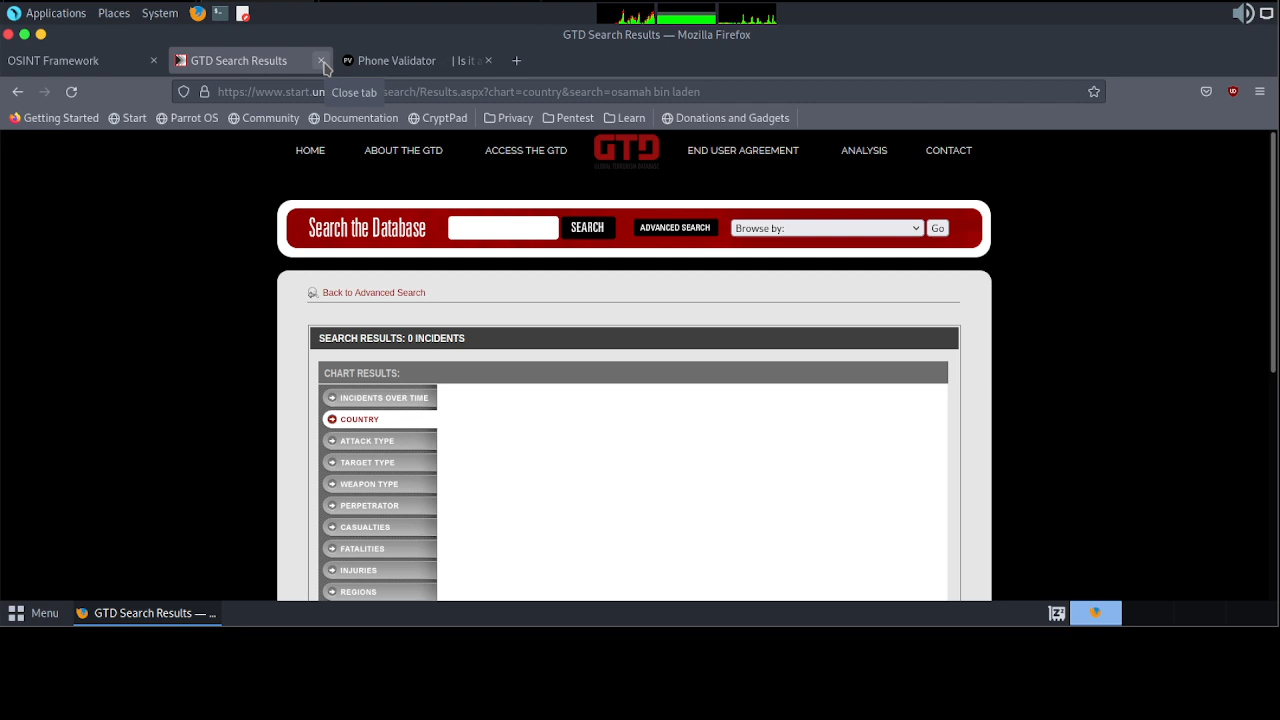 Applications Places System
GTD Search Results — Mozilla Firefox
OSINT Framework × GTD Search Results × PV Phone Validator | Is it a × +
https://www.start.un search/Results.aspx?chart=country&search=osamah bin laden
Close tab
Getting Started Start Parrot OS Community Documentation CryptPad Privacy Pentest Learn Donations and Gadgets
HOME ABOUT THE GTD ACCESS THE GTD GTD END USER AGREEMENT ANALYSIS CONTACT
GLOBAL TERRORISM DATABASE
Search the Database SEARCH ADVANCED SEARCH Browse by: Go
Back to Advanced Search
SEARCH RESULTS: 0 INCIDENTS
CHART RESULTS:
INCIDENTS OVER TIME
COUNTRY
ATTACK TYPE
TARGET TYPE
WEAPON TYPE
PERPETRATOR
CASUALTIES
FATALITIES
INJURIES
REGIONS
Menu GTD Search Results — ...